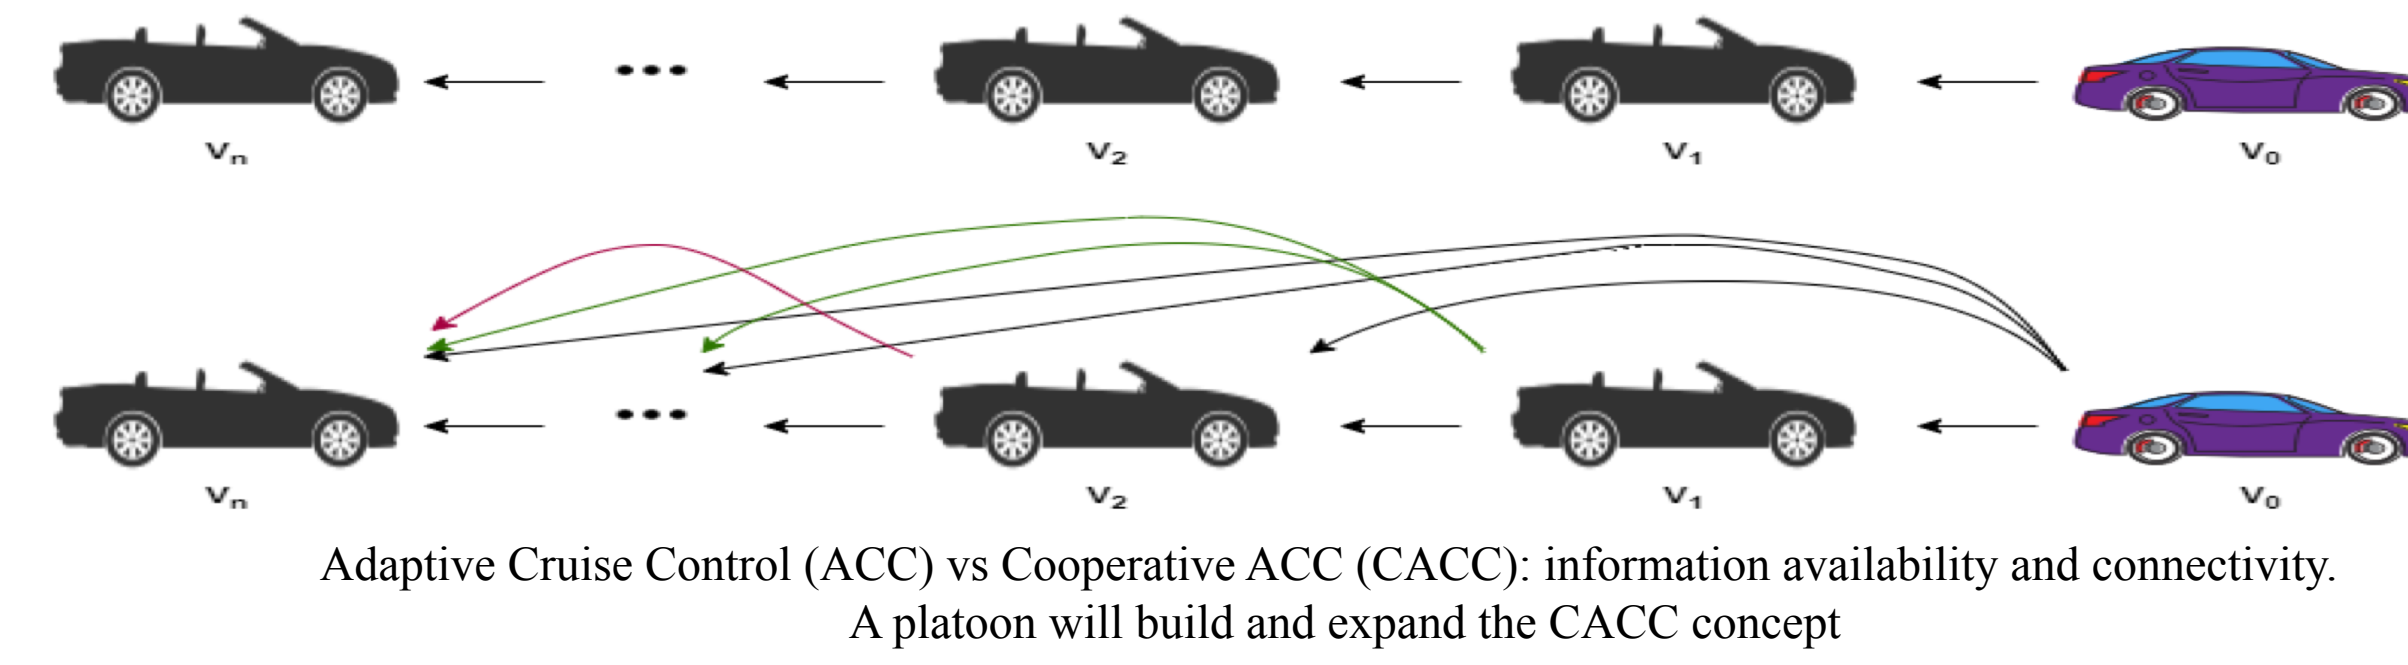 vₙ v₂ v₁ v₀
vₙ v₂ v₁ v₀
Adaptive Cruise Control (ACC) vs Cooperative ACC (CACC): information availability and connectivity.
A platoon will build and expand the CACC concept